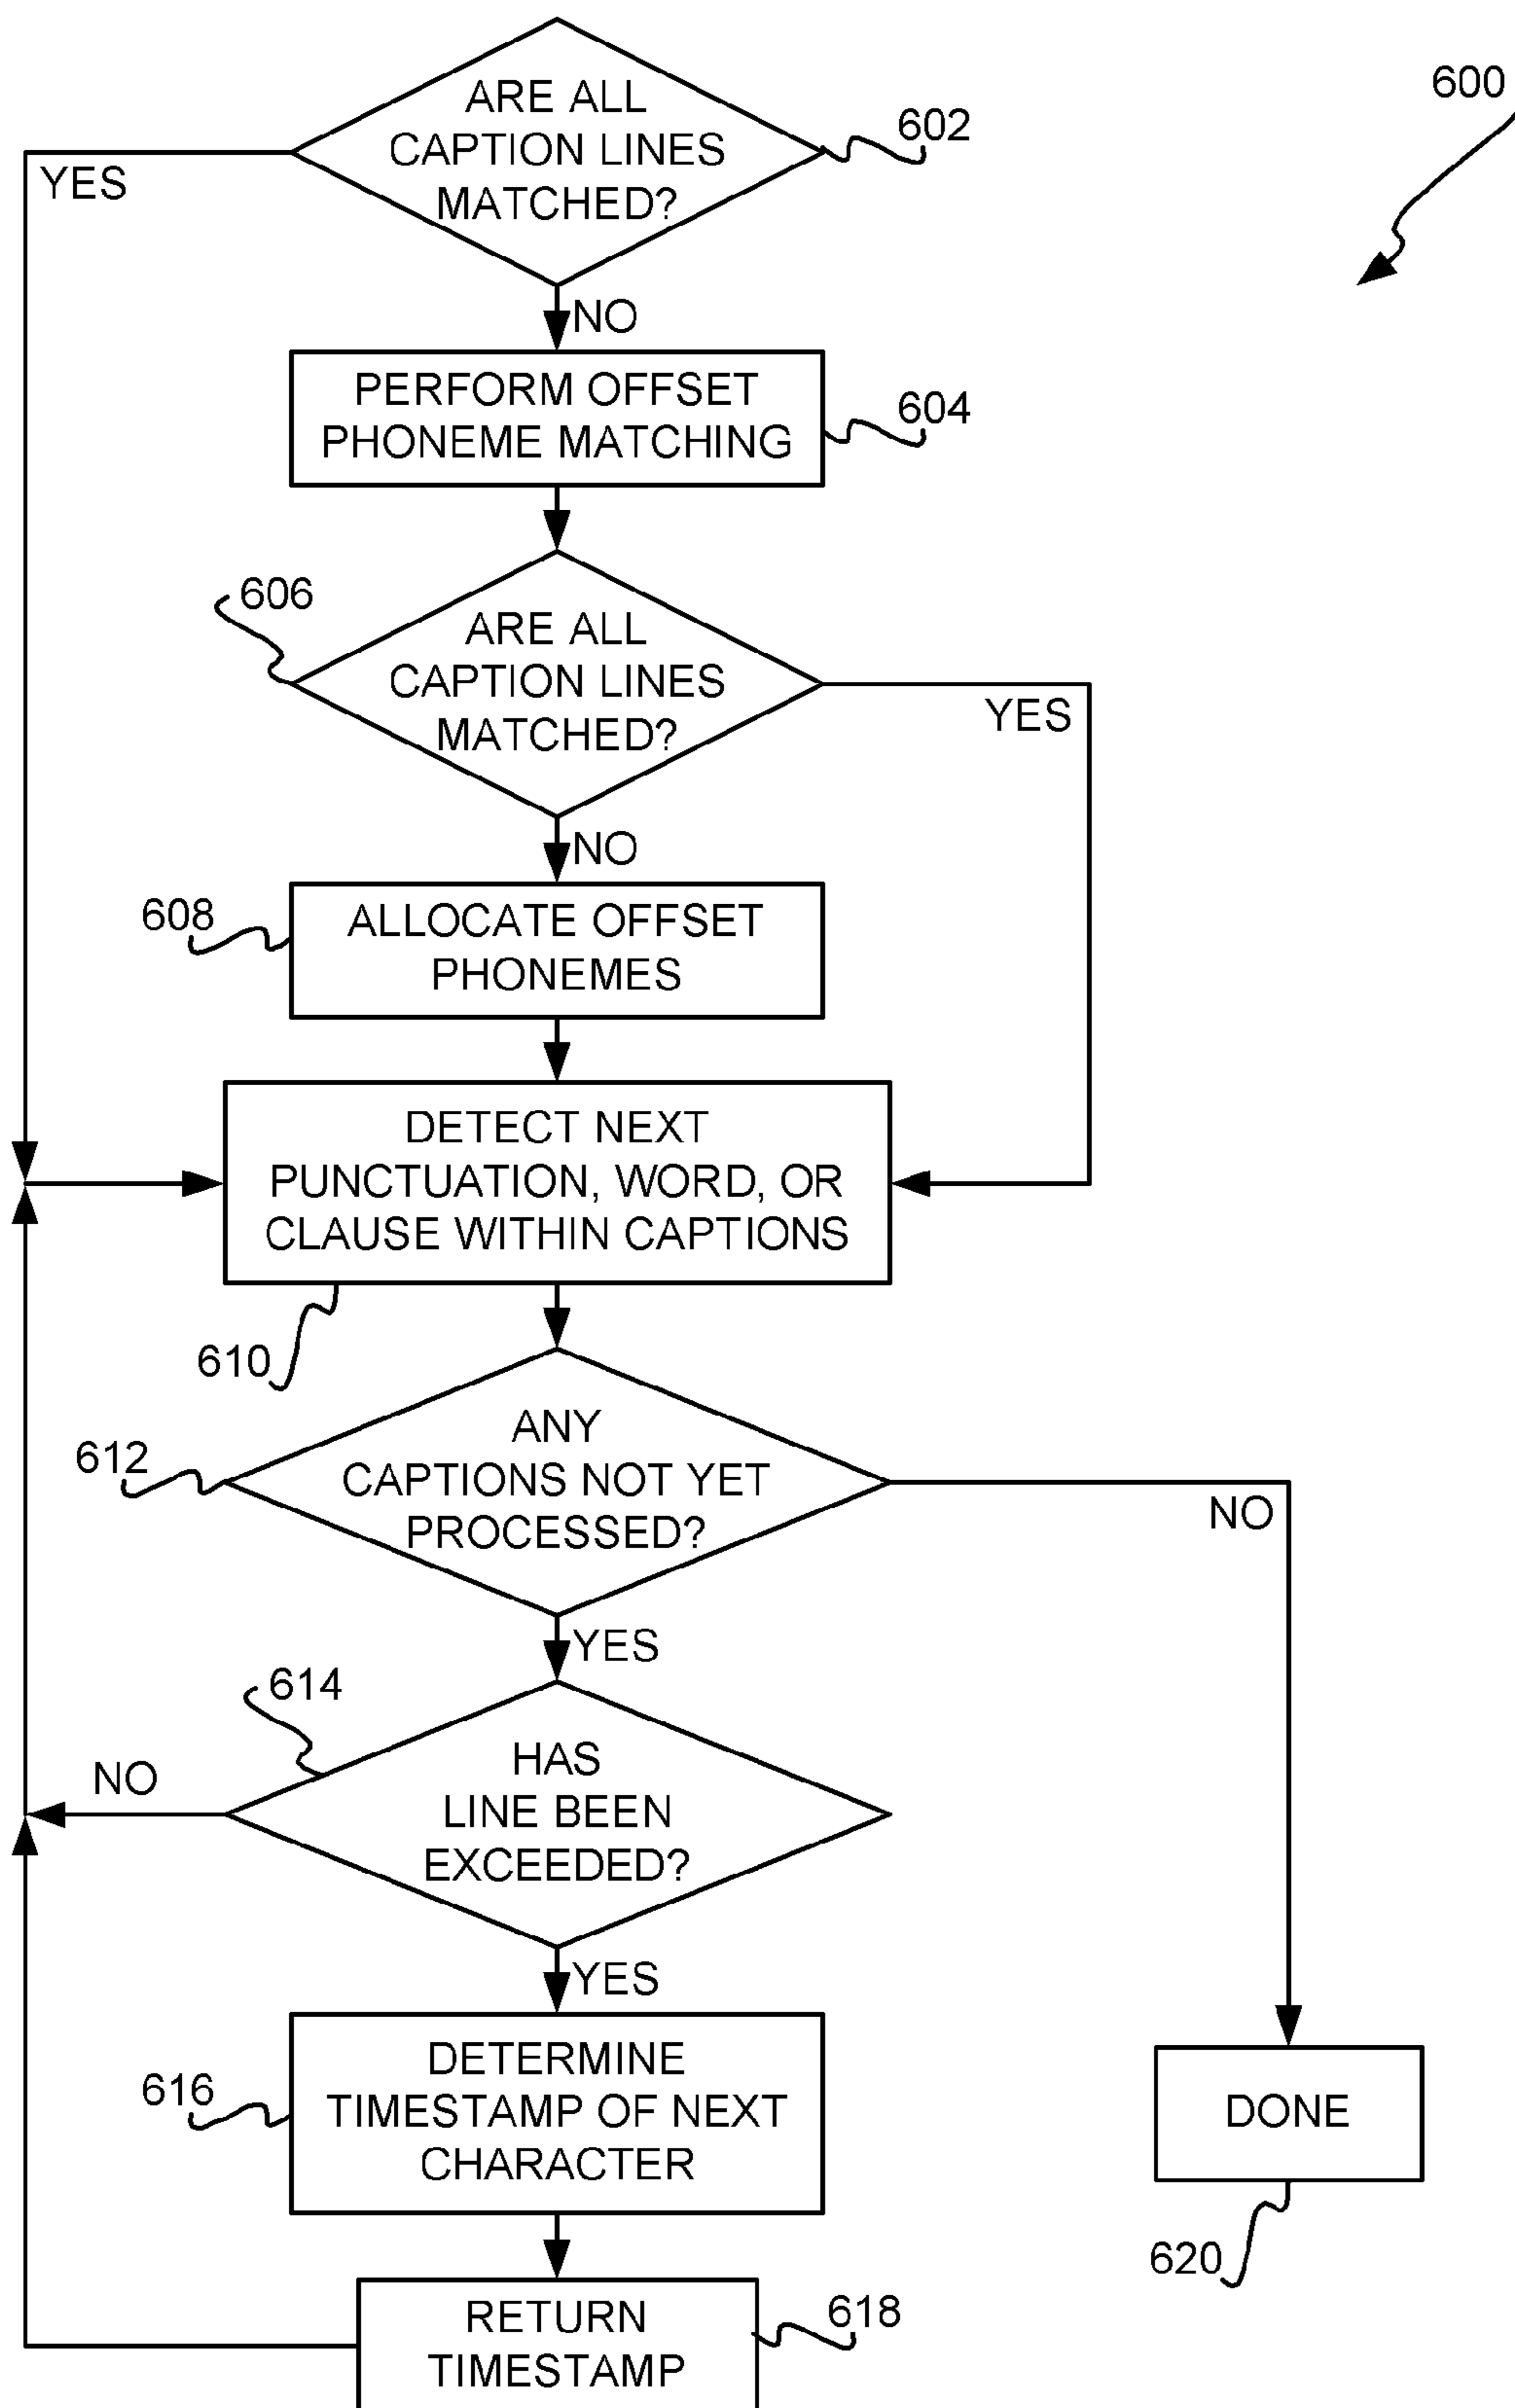 600
ARE ALL
CAPTION LINES
MATCHED?
602
YES
NO
PERFORM OFFSET
PHONEME MATCHING
604
606
ARE ALL
CAPTION LINES
MATCHED?
YES
NO
608
ALLOCATE OFFSET
PHONEMES
DETECT NEXT
PUNCTUATION, WORD, OR
CLAUSE WITHIN CAPTIONS
610
612
ANY
CAPTIONS NOT YET
PROCESSED?
NO
YES
614
HAS
LINE BEEN
EXCEEDED?
NO
YES
616
DETERMINE
TIMESTAMP OF NEXT
CHARACTER
DONE
620
RETURN
TIMESTAMP
618